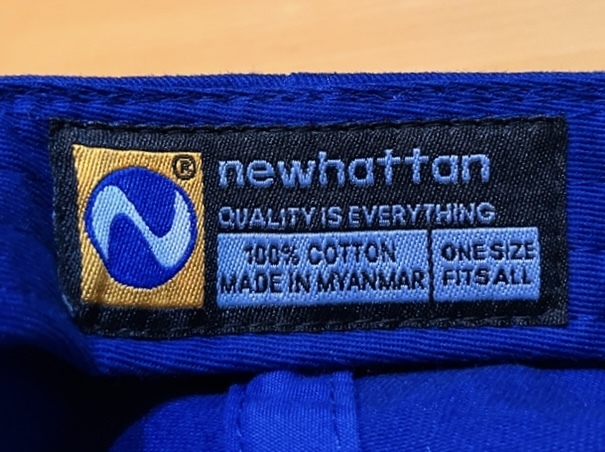 ®
newhattan
QUALITY IS EVERYTHING
100% COTTON
MADE IN MYANMAR
ONE SIZE
FITS ALL